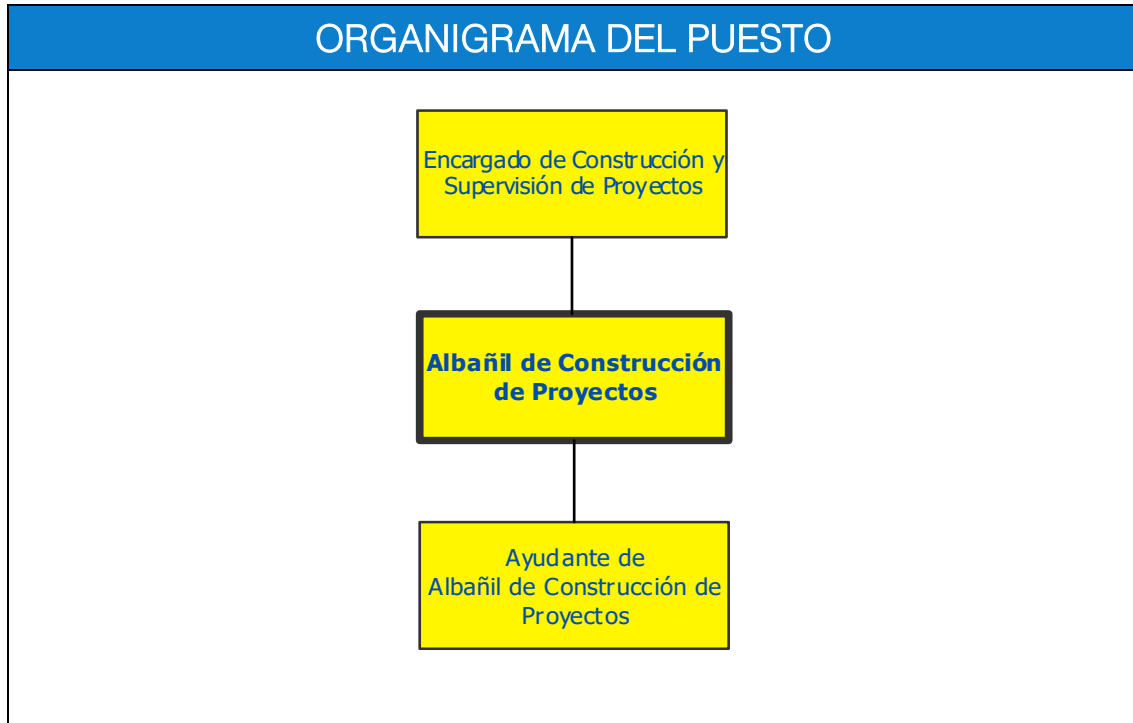 ORGANIGRAMA DEL PUESTO
Encargado de Construcción y
Supervisión de Proyectos
Albañil de Construcción
de Proyectos
Ayudante de
Albañil de Construcción de
Proyectos